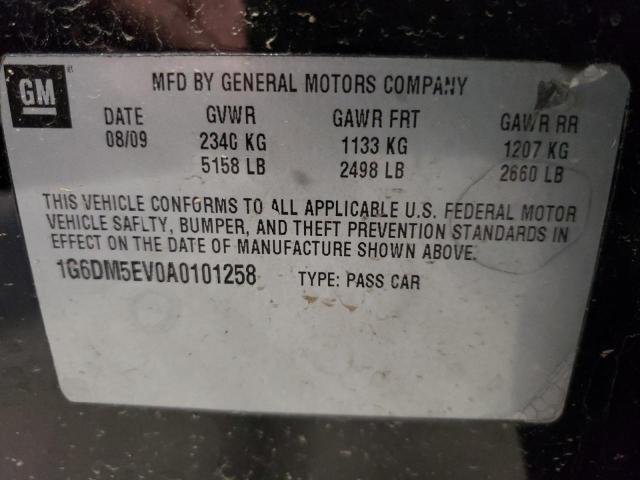 GM
MFD BY GENERAL MOTORS COMPANY
DATE GVWR GAWR FRT GAWR RR
08/09 2340 KG 1133 KG 1207 KG
5158 LB 2498 LB 2660 LB
THIS VEHICLE CONFORMS TO ALL APPLICABLE U.S. FEDERAL MOTOR
VEHICLE SAFETY, BUMPER, AND THEFT PREVENTION STANDARDS IN
EFFECT ON THE DATE OF MANUFACTURE SHOWN ABOVE.
1G6DM5EV0A0101258 TYPE: PASS CAR